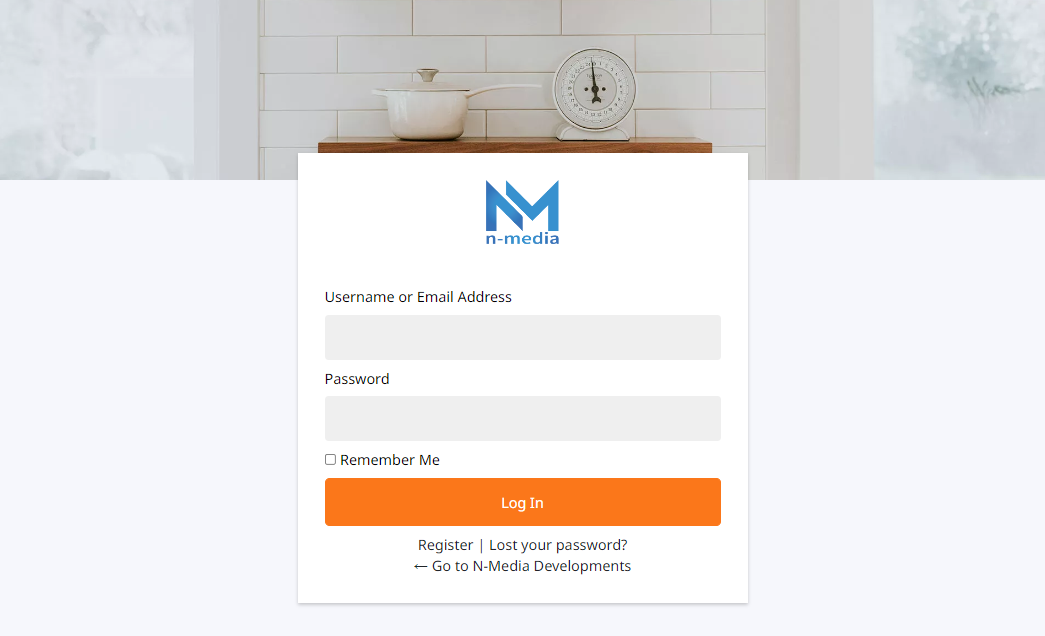 n-media
Username or Email Address
Password
Remember Me
Log In
Register | Lost your password?
← Go to N-Media Developments